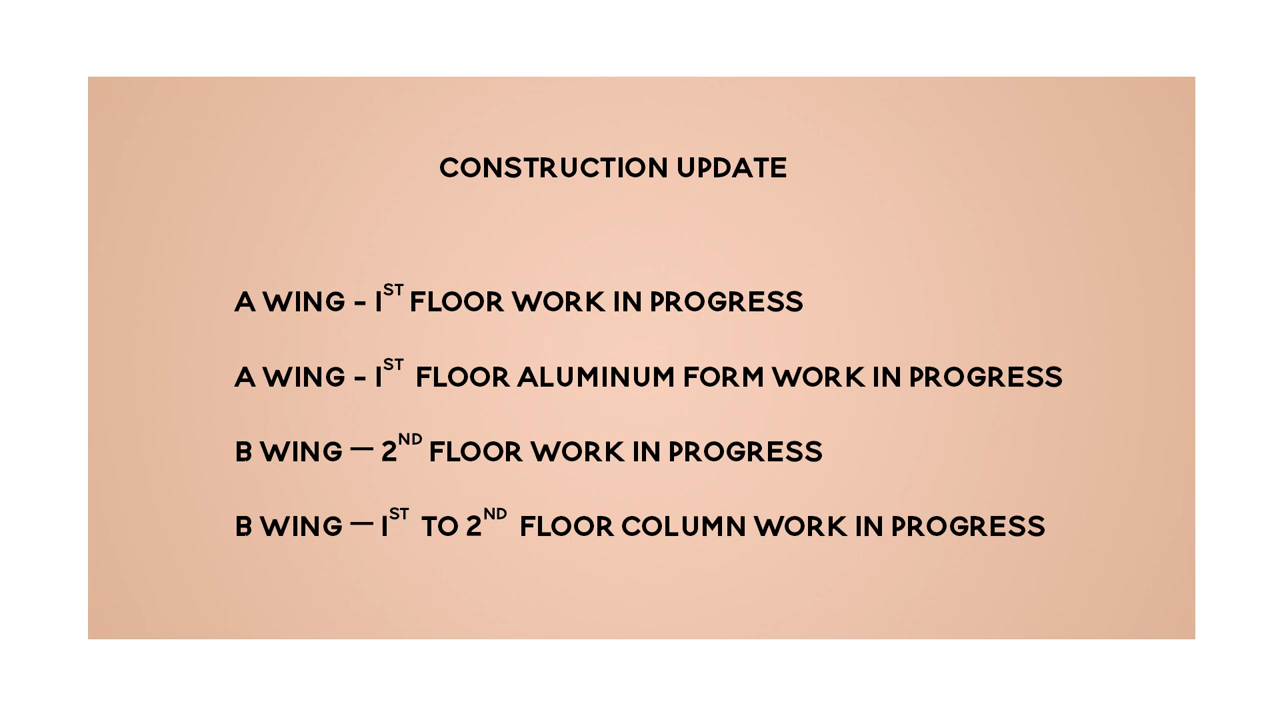 CONSTRUCTION UPDATE
A WING - 1ST FLOOR WORK IN PROGRESS
A WING - 1ST FLOOR ALUMINUM FORM WORK IN PROGRESS
B WING — 2ND FLOOR WORK IN PROGRESS
B WING — 1ST TO 2ND FLOOR COLUMN WORK IN PROGRESS